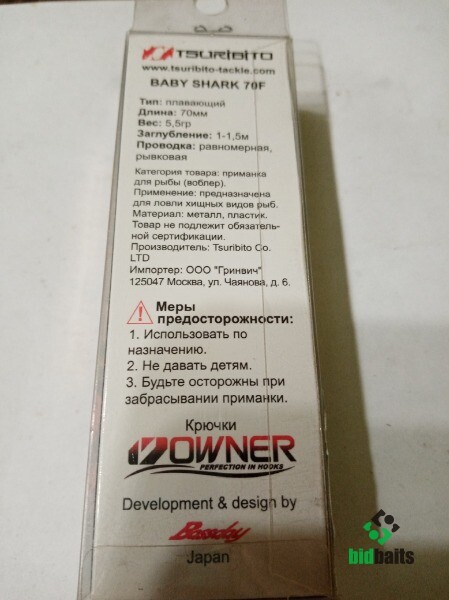 TSURIBITO
www.tsuribito-tackle.com
BABY SHARK 70F
Тип: плавающий
Длина: 70мм
Вес: 5,5гр
Заглубление: 1-1,5м
Проводка: равномерная,
рывковая
Категория товара: приманка
для рыбы (воблер).
Применение: предназначена
для ловли хищных видов рыб.
Материал: металл, пластик.
Товар не подлежит обязатель-
ной сертификации.
Производитель: Tsuribito Co.
LTD
Импортер: ООО "Гринвич"
125047 Москва, ул. Чаянова, д. 6.
Меры
предосторожности:
1. Использовать по
назначению.
2. Не давать детям.
3. Будьте осторожны при
забрасывании приманки.
Крючки
OWNER
PERFECTION IN HOOKS
Development & design by
Bassday
Japan
bidbaits